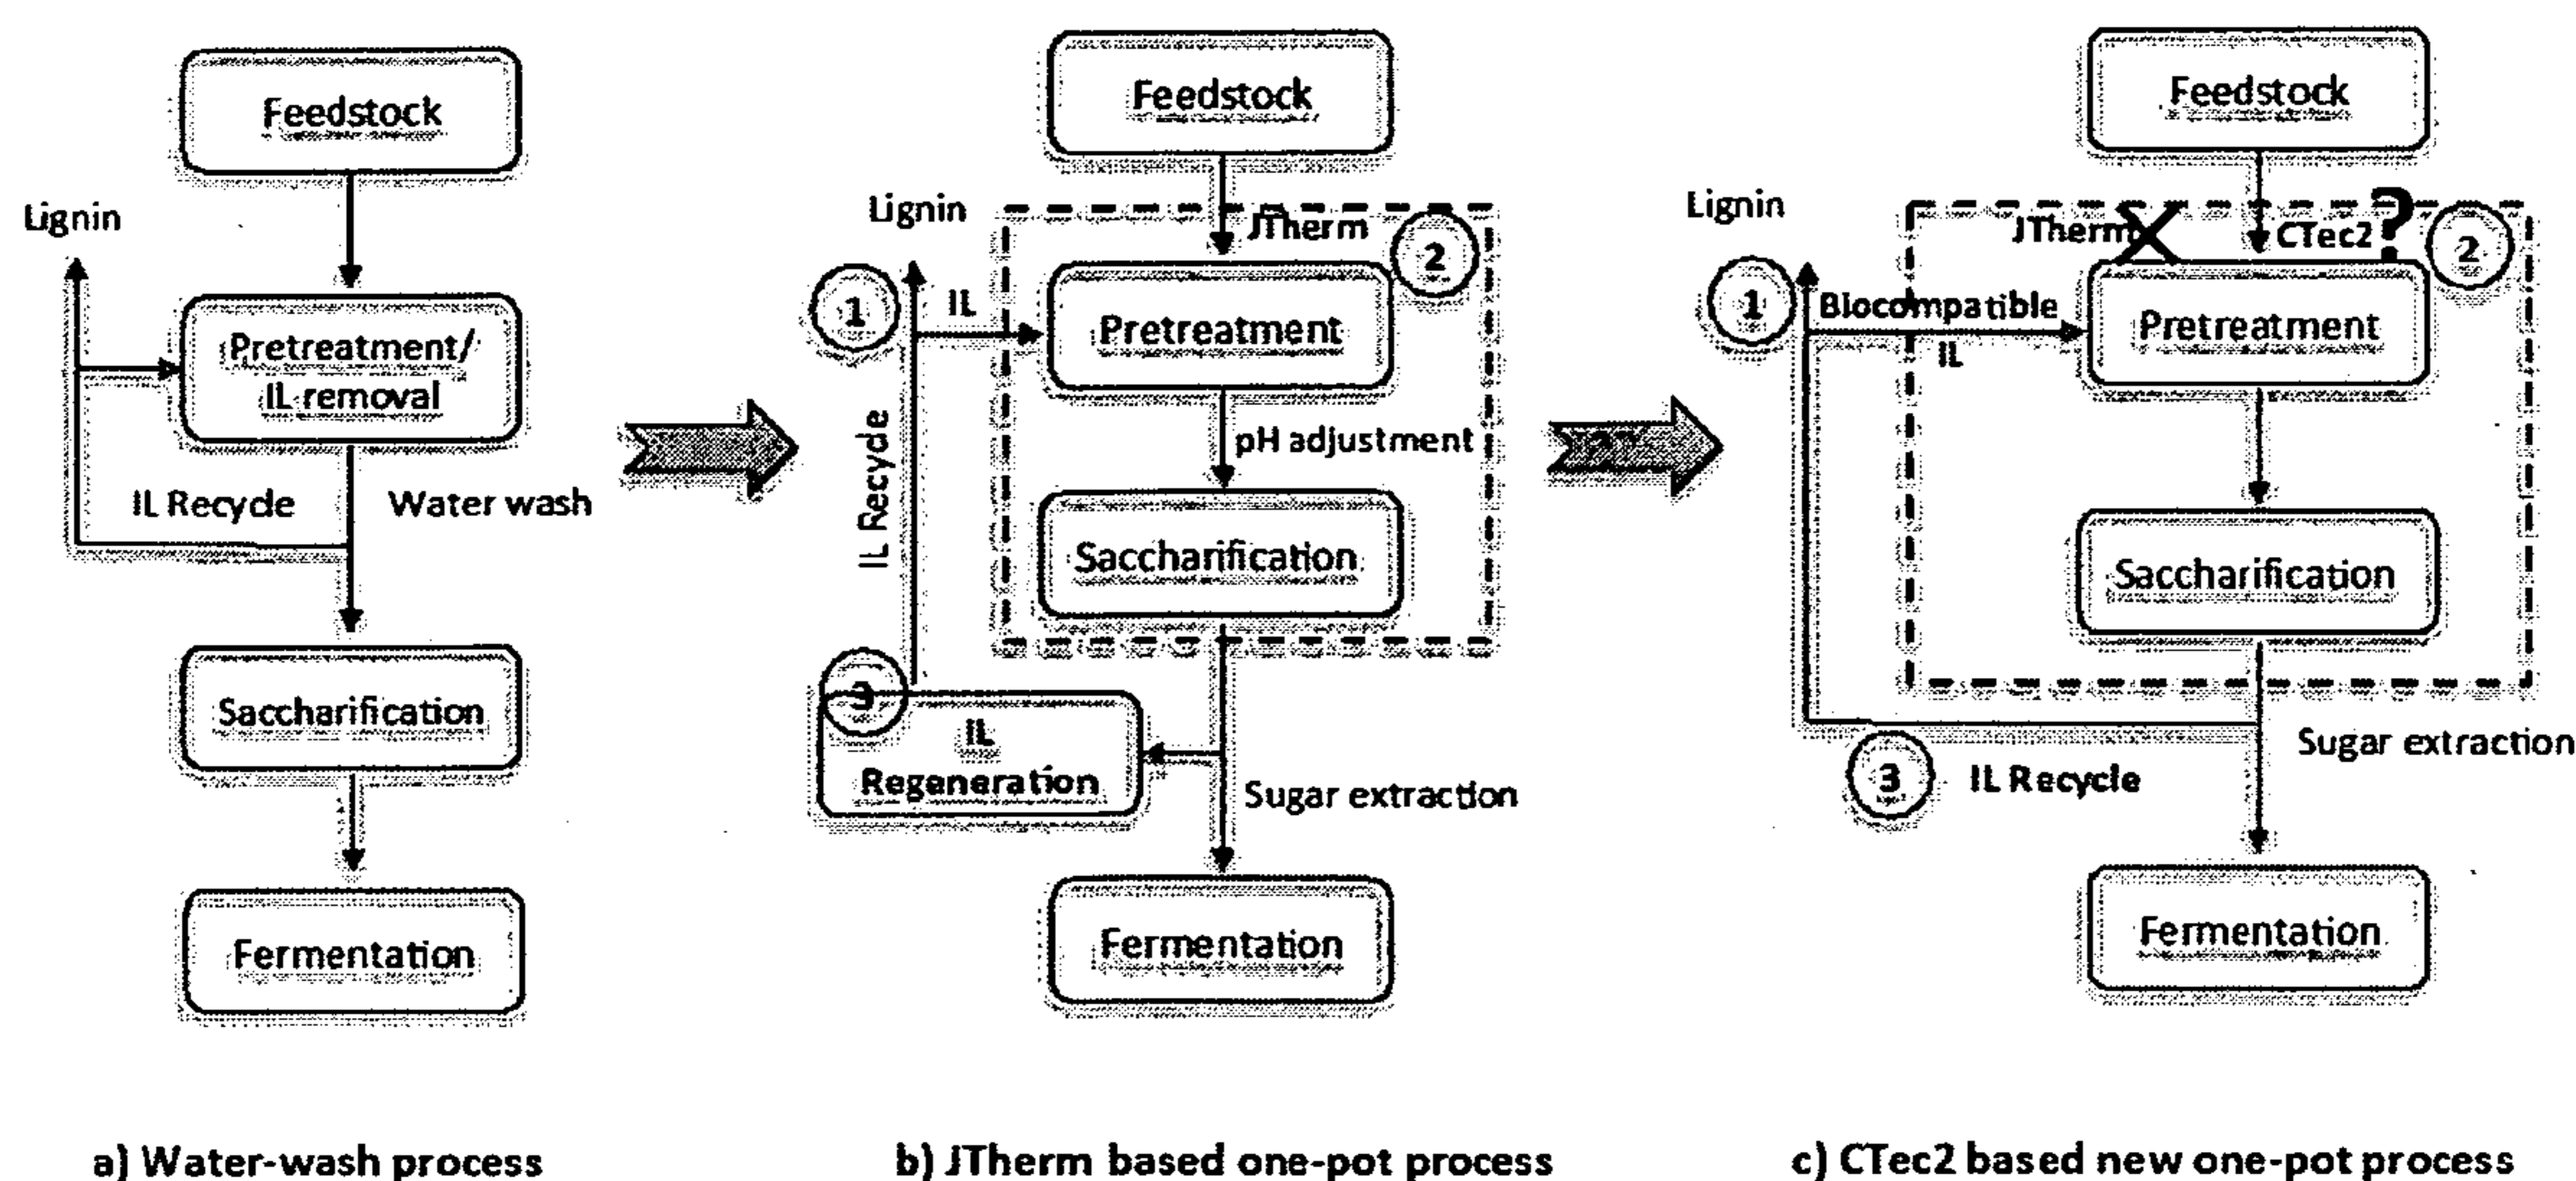 Feedstock
Lignin
Pretreatment/
IL removal
IL Recycle
Water wash
Saccharification
Fermentation
a) Water-wash process
Feedstock
Lignin
JTherm
2
1
IL
Pretreatment
IL Recycle
pH adjustment
Saccharification
3
IL
Regeneration
Sugar extraction
Fermentation
b) JTherm based one-pot process
Feedstock
Lignin
JTherm X
CTec2 ?
2
1
Biocompatible
IL
Pretreatment
Saccharification
Sugar extraction
3
IL Recycle
Fermentation
c) CTec2 based new one-pot process